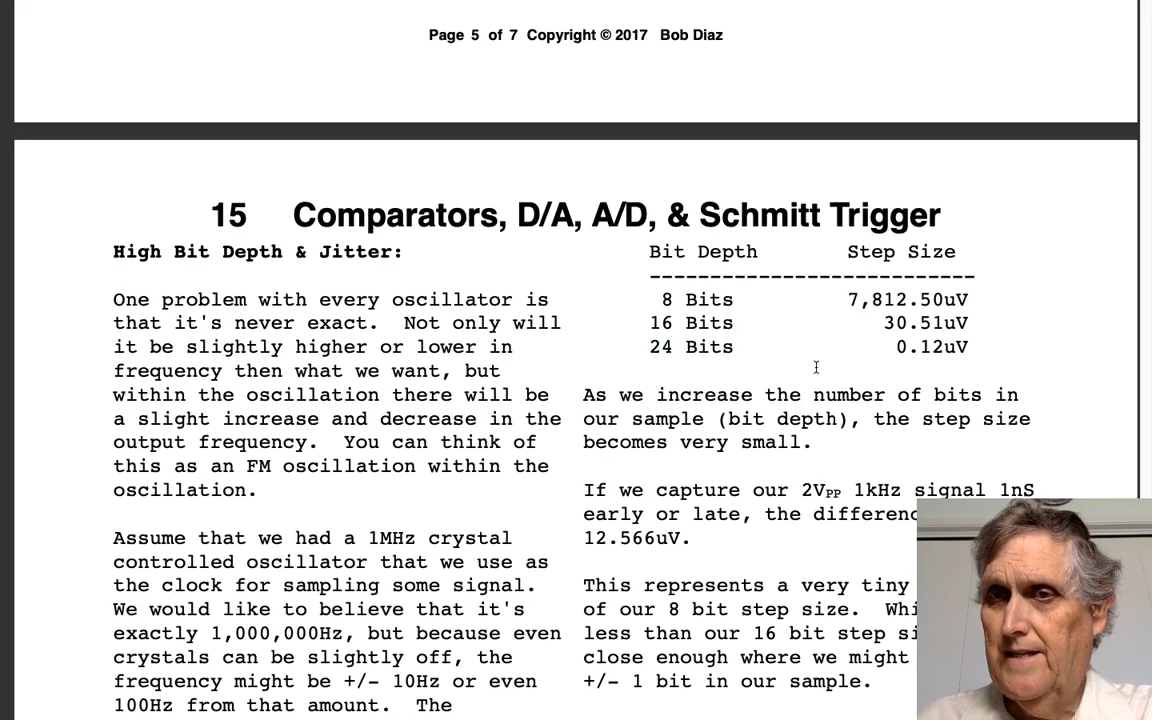 Page 5 of 7 Copyright © 2017 Bob Diaz
15 Comparators, D/A, A/D, & Schmitt Trigger
High Bit Depth & Jitter:
One problem with every oscillator is
that it's never exact. Not only will
it be slightly higher or lower in
frequency then what we want, but
within the oscillation there will be
a slight increase and decrease in the
output frequency. You can think of
this as an FM oscillation within the
oscillation.
Assume that we had a 1MHz crystal
controlled oscillator that we use as
the clock for sampling some signal.
We would like to believe that it's
exactly 1,000,000Hz, but because even
crystals can be slightly off, the
frequency might be +/- 10Hz or even
100Hz from that amount. The
Bit Depth Step Size
---------------------------
8 Bits 7,812.50uV
16 Bits 30.51uV
24 Bits 0.12uV
As we increase the number of bits in
our sample (bit depth), the step size
becomes very small.
If we capture our 2VPP 1kHz signal 1nS
early or late, the differenc
12.566uV.
This represents a very tiny
of our 8 bit step size. Whi
less than our 16 bit step si
close enough where we might
+/- 1 bit in our sample.